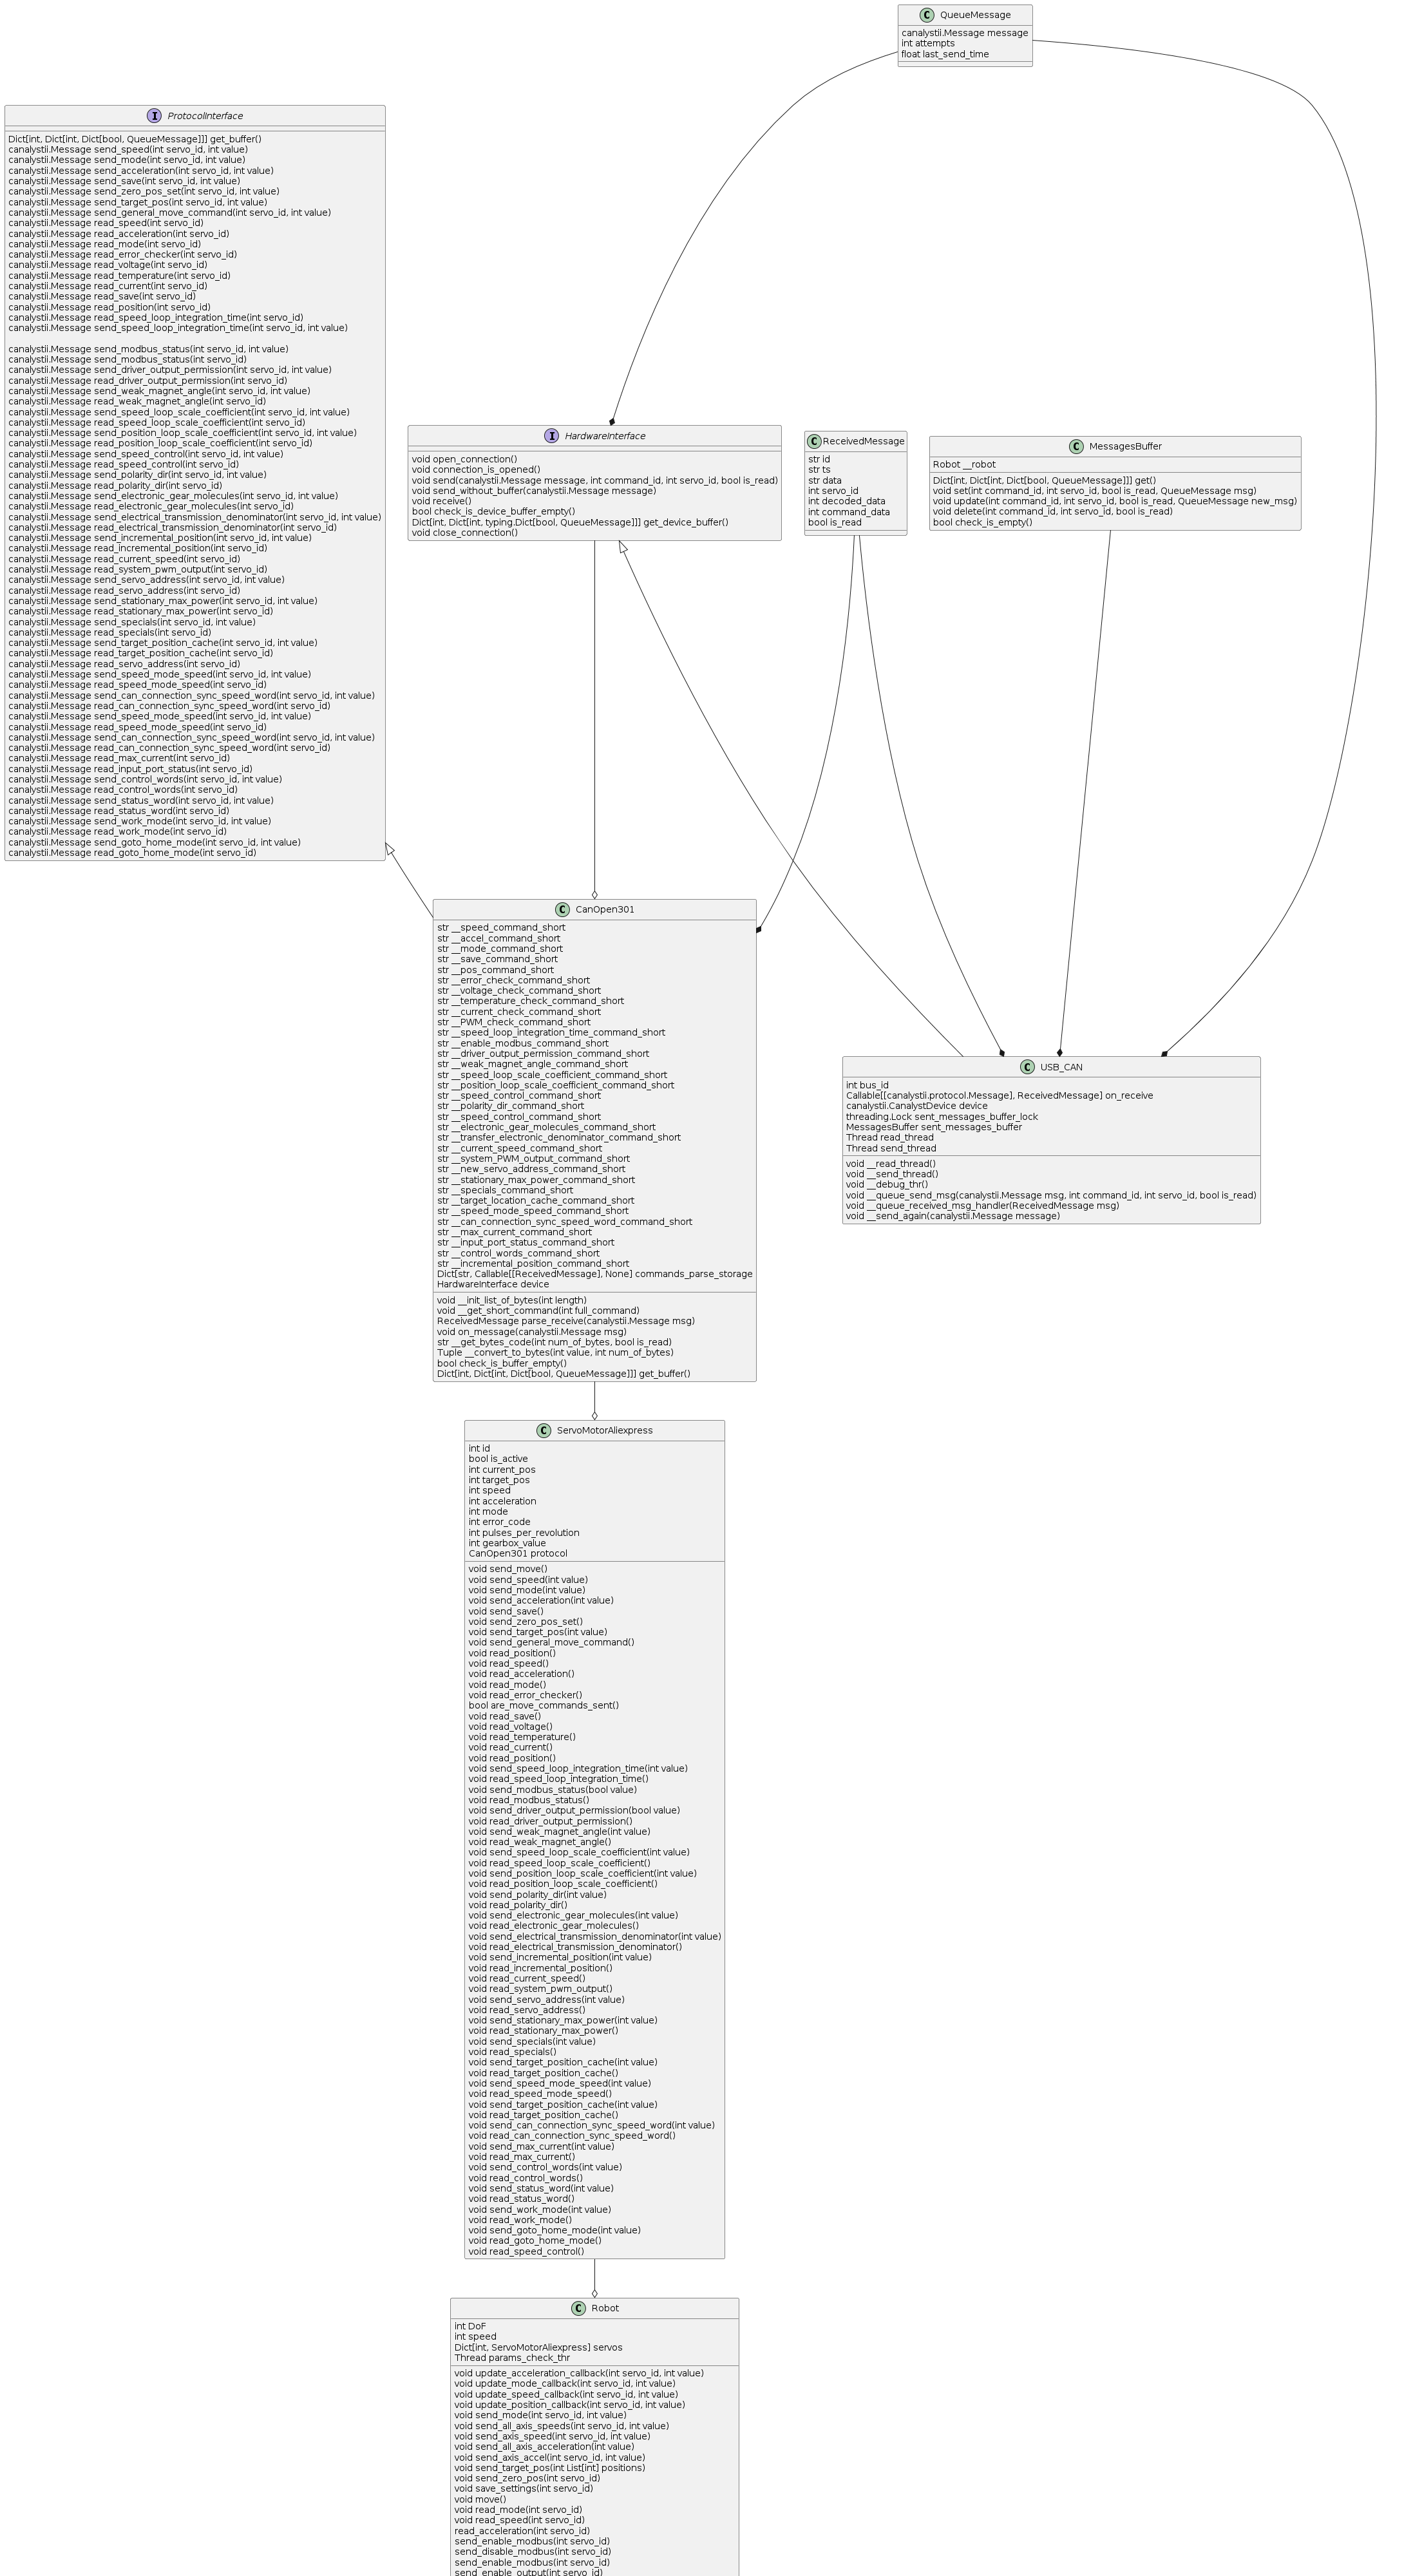 QueueMessage
canalystii.Message message
int attempts
float last_send_time
ProtocolInterface
Dict[int, Dict[int, Dict[bool, QueueMessage]]] get_buffer()
canalystii.Message send_speed(int servo_id, int value)
canalystii.Message send_mode(int servo_id, int value)
canalystii.Message send_acceleration(int servo_id, int value)
canalystii.Message send_save(int servo_id, int value)
canalystii.Message send_zero_pos_set(int servo_id, int value)
canalystii.Message send_target_pos(int servo_id, int value)
canalystii.Message send_general_move_command(int servo_id, int value)
canalystii.Message read_speed(int servo_id)
canalystii.Message read_acceleration(int servo_id)
canalystii.Message read_mode(int servo_id)
canalystii.Message read_error_checker(int servo_id)
canalystii.Message read_voltage(int servo_id)
canalystii.Message read_temperature(int servo_id)
canalystii.Message read_current(int servo_id)
canalystii.Message read_save(int servo_id)
canalystii.Message read_position(int servo_id)
canalystii.Message read_speed_loop_integration_time(int servo_id)
canalystii.Message send_speed_loop_integration_time(int servo_id, int value)
canalystii.Message send_modbus_status(int servo_id, int value)
canalystii.Message send_modbus_status(int servo_id)
canalystii.Message send_driver_output_permission(int servo_id, int value)
canalystii.Message read_driver_output_permission(int servo_id)
canalystii.Message send_weak_magnet_angle(int servo_id, int value)
canalystii.Message read_weak_magnet_angle(int servo_id)
canalystii.Message send_speed_loop_scale_coefficient(int servo_id, int value)
canalystii.Message read_speed_loop_scale_coefficient(int servo_id)
canalystii.Message send_position_loop_scale_coefficient(int servo_id, int value)
canalystii.Message read_position_loop_scale_coefficient(int servo_id)
canalystii.Message send_speed_control(int servo_id, int value)
canalystii.Message read_speed_control(int servo_id)
canalystii.Message send_polarity_dir(int servo_id, int value)
canalystii.Message read_polarity_dir(int servo_id)
canalystii.Message send_electronic_gear_molecules(int servo_id, int value)
canalystii.Message read_electronic_gear_molecules(int servo_id)
canalystii.Message send_electrical_transmission_denominator(int servo_id, int value)
canalystii.Message read_electrical_transmission_denominator(int servo_id)
canalystii.Message send_incremental_position(int servo_id, int value)
canalystii.Message read_incremental_position(int servo_id)
canalystii.Message read_current_speed(int servo_id)
canalystii.Message read_system_pwm_output(int servo_id)
canalystii.Message send_servo_address(int servo_id, int value)
canalystii.Message read_servo_address(int servo_id)
canalystii.Message send_stationary_max_power(int servo_id, int value)
canalystii.Message read_stationary_max_power(int servo_id)
canalystii.Message send_specials(int servo_id, int value)
canalystii.Message read_specials(int servo_id)
canalystii.Message send_target_position_cache(int servo_id, int value)
canalystii.Message read_target_position_cache(int servo_id)
canalystii.Message read_servo_address(int servo_id)
canalystii.Message send_speed_mode_speed(int servo_id, int value)
canalystii.Message read_speed_mode_speed(int servo_id)
canalystii.Message send_can_connection_sync_speed_word(int servo_id, int value)
canalystii.Message read_can_connection_sync_speed_word(int servo_id)
canalystii.Message send_speed_mode_speed(int servo_id, int value)
canalystii.Message read_speed_mode_speed(int servo_id)
canalystii.Message send_can_connection_sync_speed_word(int servo_id, int value)
canalystii.Message read_can_connection_sync_speed_word(int servo_id)
canalystii.Message read_max_current(int servo_id)
canalystii.Message read_input_port_status(int servo_id)
canalystii.Message send_control_words(int servo_id, int value)
canalystii.Message read_control_words(int servo_id)
canalystii.Message send_status_word(int servo_id, int value)
canalystii.Message read_status_word(int servo_id)
canalystii.Message send_work_mode(int servo_id, int value)
canalystii.Message read_work_mode(int servo_id)
canalystii.Message send_goto_home_mode(int servo_id, int value)
canalystii.Message read_goto_home_mode(int servo_id)
HardwareInterface
void open_connection()
void connection_is_opened()
void send(canalystii.Message message, int command_id, int servo_id, bool is_read)
void send_without_buffer(canalystii.Message message)
void receive()
bool check_is_device_buffer_empty()
Dict[int, Dict[int, typing.Dict[bool, QueueMessage]]] get_device_buffer()
void close_connection()
ReceivedMessage
str id
str ts
str data
int servo_id
int decoded_data
int command_data
bool is_read
MessagesBuffer
Robot __robot
Dict[int, Dict[int, Dict[bool, QueueMessage]]] get()
void set(int command_id, int servo_id, bool is_read, QueueMessage msg)
void update(int command_id, int servo_id, bool is_read, QueueMessage new_msg)
void delete(int command_id, int servo_id, bool is_read)
bool check_is_empty()
CanOpen301
str __speed_command_short
str __accel_command_short
str __mode_command_short
str __save_command_short
str __pos_command_short
str __error_check_command_short
str __voltage_check_command_short
str __temperature_check_command_short
str __current_check_command_short
str __PWM_check_command_short
str __speed_loop_integration_time_command_short
str __enable_modbus_command_short
str __driver_output_permission_command_short
str __weak_magnet_angle_command_short
str __speed_loop_scale_coefficient_command_short
str __position_loop_scale_coefficient_command_short
str __speed_control_command_short
str __polarity_dir_command_short
str __speed_control_command_short
str __electronic_gear_molecules_command_short
str __transfer_electronic_denominator_command_short
str __current_speed_command_short
str __system_PWM_output_command_short
str __new_servo_address_command_short
str __stationary_max_power_command_short
str __specials_command_short
str __target_location_cache_command_short
str __speed_mode_speed_command_short
str __can_connection_sync_speed_word_command_short
str __max_current_command_short
str __input_port_status_command_short
str __control_words_command_short
str __incremental_position_command_short
Dict[str, Callable[[ReceivedMessage], None] commands_parse_storage
HardwareInterface device
void __init_list_of_bytes(int length)
void __get_short_command(int full_command)
ReceivedMessage parse_receive(canalystii.Message msg)
void on_message(canalystii.Message msg)
str __get_bytes_code(int num_of_bytes, bool is_read)
Tuple __convert_to_bytes(int value, int num_of_bytes)
bool check_is_buffer_empty()
Dict[int, Dict[int, Dict[bool, QueueMessage]]] get_buffer()
USB_CAN
int bus_id
Callable[[canalystii.protocol.Message], ReceivedMessage] on_receive
canalystii.CanalystDevice device
threading.Lock sent_messages_buffer_lock
MessagesBuffer sent_messages_buffer
Thread read_thread
Thread send_thread
void __read_thread()
void __send_thread()
void __debug_thr()
void __queue_send_msg(canalystii.Message msg, int command_id, int servo_id, bool is_read)
void __queue_received_msg_handler(ReceivedMessage msg)
void __send_again(canalystii.Message message)
ServoMotorAliexpress
int id
bool is_active
int current_pos
int target_pos
int speed
int acceleration
int mode
int error_code
int pulses_per_revolution
int gearbox_value
CanOpen301 protocol
void send_move()
void send_speed(int value)
void send_mode(int value)
void send_acceleration(int value)
void send_save()
void send_zero_pos_set()
void send_target_pos(int value)
void send_general_move_command()
void read_position()
void read_speed()
void read_acceleration()
void read_mode()
void read_error_checker()
bool are_move_commands_sent()
void read_save()
void read_voltage()
void read_temperature()
void read_current()
void read_position()
void send_speed_loop_integration_time(int value)
void read_speed_loop_integration_time()
void send_modbus_status(bool value)
void read_modbus_status()
void send_driver_output_permission(bool value)
void read_driver_output_permission()
void send_weak_magnet_angle(int value)
void read_weak_magnet_angle()
void send_speed_loop_scale_coefficient(int value)
void read_speed_loop_scale_coefficient()
void send_position_loop_scale_coefficient(int value)
void read_position_loop_scale_coefficient()
void send_polarity_dir(int value)
void read_polarity_dir()
void send_electronic_gear_molecules(int value)
void read_electronic_gear_molecules()
void send_electrical_transmission_denominator(int value)
void read_electrical_transmission_denominator()
void send_incremental_position(int value)
void read_incremental_position()
void read_current_speed()
void read_system_pwm_output()
void send_servo_address(int value)
void read_servo_address()
void send_stationary_max_power(int value)
void read_stationary_max_power()
void send_specials(int value)
void read_specials()
void send_target_position_cache(int value)
void read_target_position_cache()
void send_speed_mode_speed(int value)
void read_speed_mode_speed()
void send_target_position_cache(int value)
void read_target_position_cache()
void send_can_connection_sync_speed_word(int value)
void read_can_connection_sync_speed_word()
void send_max_current(int value)
void read_max_current()
void send_control_words(int value)
void read_control_words()
void send_status_word(int value)
void read_status_word()
void send_work_mode(int value)
void read_work_mode()
void send_goto_home_mode(int value)
void read_goto_home_mode()
void read_speed_control()
Robot
int DoF
int speed
Dict[int, ServoMotorAliexpress] servos
Thread params_check_thr
void update_acceleration_callback(int servo_id, int value)
void update_mode_callback(int servo_id, int value)
void update_speed_callback(int servo_id, int value)
void update_position_callback(int servo_id, int value)
void send_mode(int servo_id, int value)
void send_all_axis_speeds(int servo_id, int value)
void send_axis_speed(int servo_id, int value)
void send_all_axis_acceleration(int value)
void send_axis_accel(int servo_id, int value)
void send_target_pos(int List[int] positions)
void send_zero_pos(int servo_id)
void save_settings(int servo_id)
void move()
void read_mode(int servo_id)
void read_speed(int servo_id)
read_acceleration(int servo_id)
send_enable_modbus(int servo_id)
send_disable_modbus(int servo_id)
send_enable_modbus(int servo_id)
send_enable_output(int servo_id)